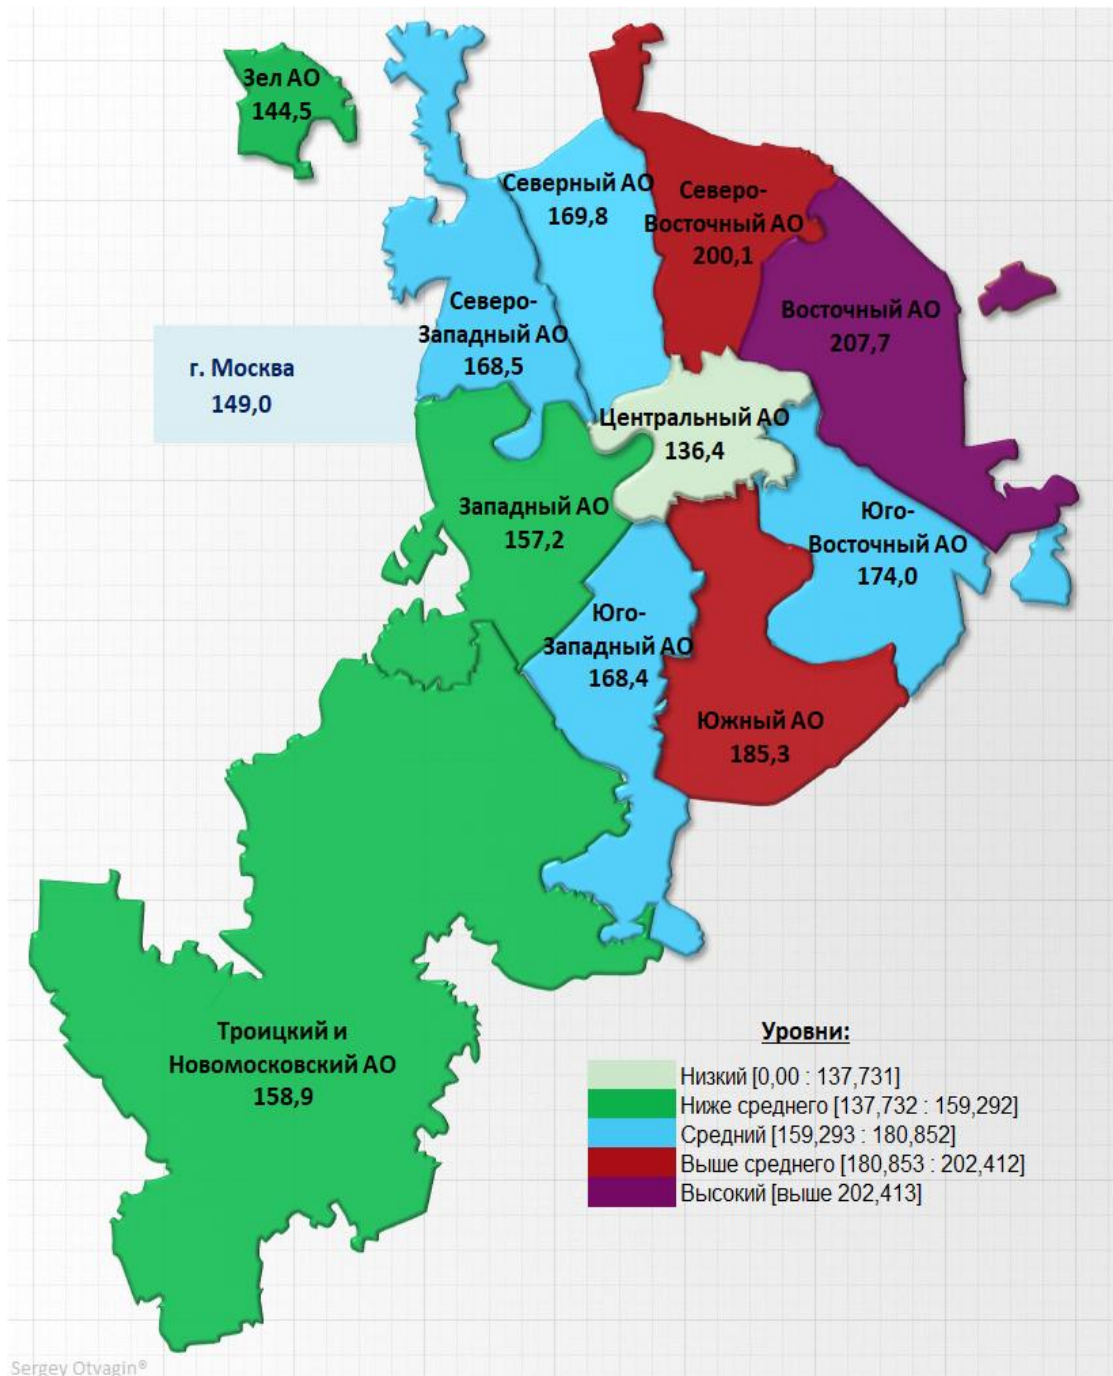 Зел АО
144,5
Северный АО
169,8
Северо-
Восточный АО
200,1
Северо-
Западный АО
168,5
Восточный АО
207,7
г. Москва
149,0
Центральный АО
136,4
Западный АО
157,2
Юго-
Восточный АО
174,0
Юго-
Западный АО
168,4
Южный АО
185,3
Троицкий и
Новомосковский АО
158,9
Уровни:
Низкий [0,00 : 137,731]
Ниже среднего [137,732 : 159,292]
Средний [159,293 : 180,852]
Выше среднего [180,853 : 202,412]
Высокий [выше 202,413]
Sergey Otvagin®